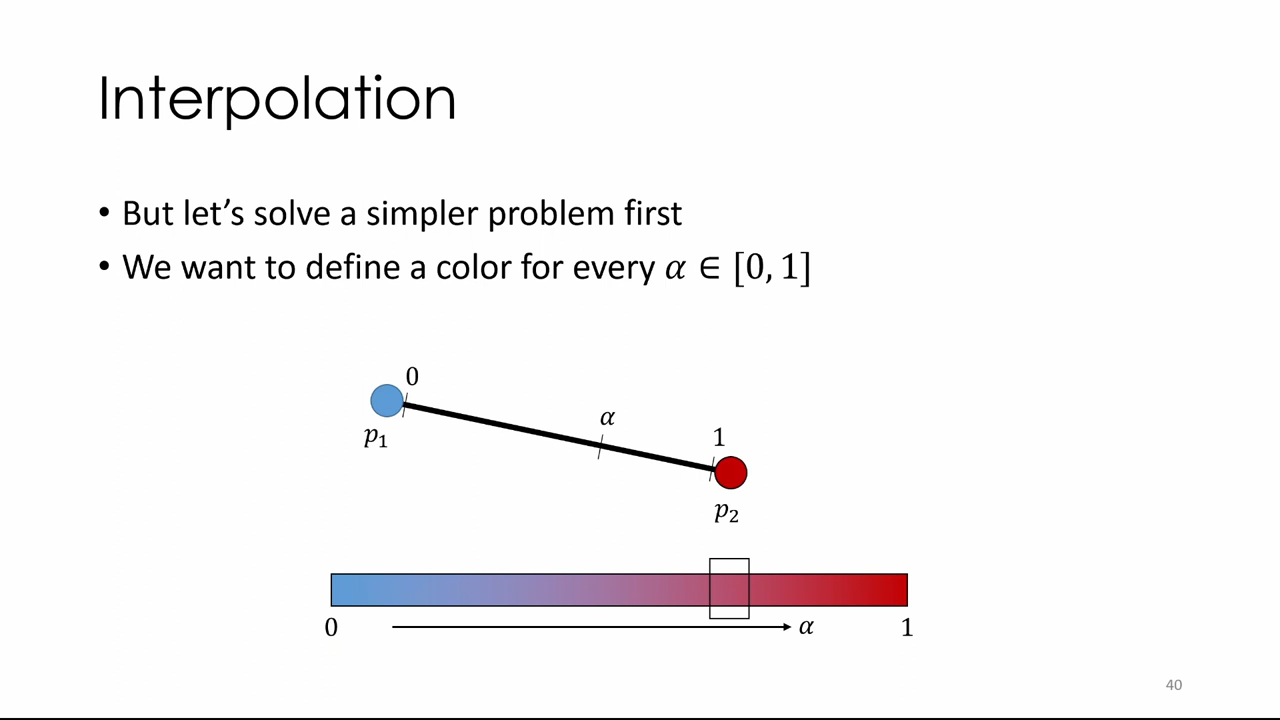 Interpolation
• But let’s solve a simpler problem first
• We want to define a color for every α ∈ [0, 1]
0
α
p₁
1
p₂
0
α
1
40